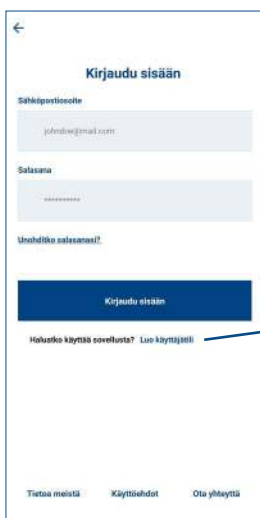 Kirjaudu sisään
Sähköpostiosoite
johndow@mail.com
Salasana
**********
Unohditko salasanasi?
Kirjaudu sisään
Haluatko käyttää sovellusta? Luo käyttäjätili
Tietoa meistä Käyttöehdot Ota yhteyttä